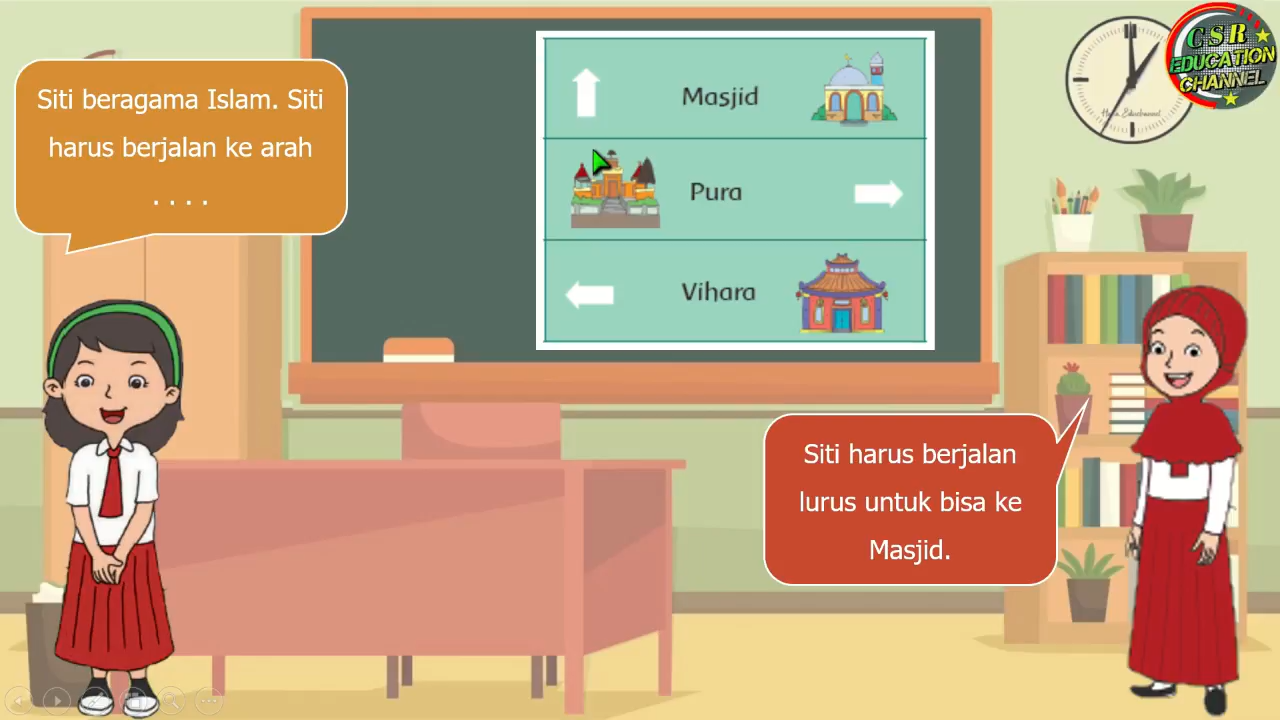 Siti beragama Islam. Siti
harus berjalan ke arah
. . . .
Masjid
Pura
Vihara
CSR
EDUCATION
CHANNEL
Siti harus berjalan
lurus untuk bisa ke
Masjid.